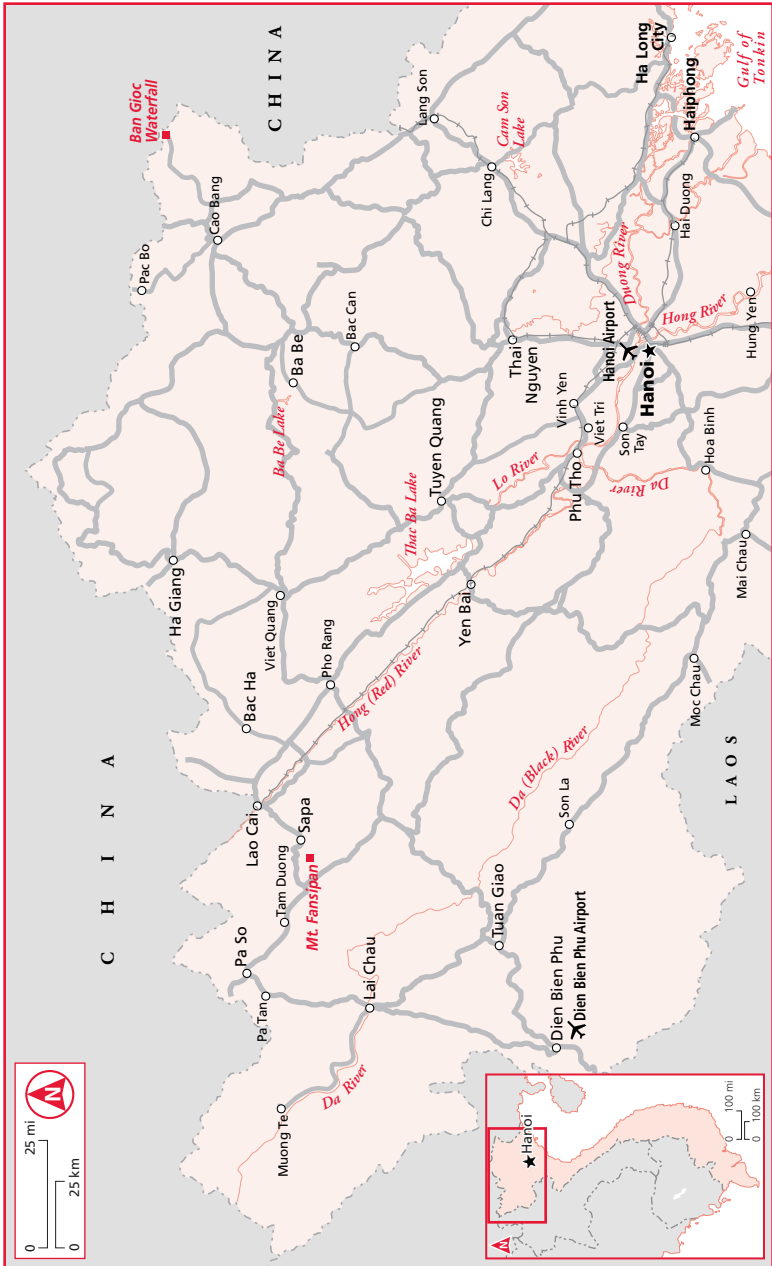 0
25 mi
0
25 km
N
C H I N A
CHINA
Ban Gioc
Waterfall
Pac Bo
Cao Bang
Ha Giang
Ba Be Lake
Ba Be
Bac Can
Lang Son
Cam Son
Lake
Chi Lang
Bac Ha
Viet Quang
Pho Rang
Lao Cai
Sapa
Tam Duong
Mt. Fansipan
Pa So
Pa Tan
Muong Te
Da River
Lai Chau
Hong (Red) River
Thac Ba Lake
Tuyen Quang
Lo River
Yen Bai
Thai
Nguyen
Vinh Yen
Viet Tri
Phu Tho
Son
Tay
Hanoi Airport
Hanoi
Duong River
Hong River
Hai Duong
Haiphong
Ha Long
City
Gulf of
Tonkin
Hung Yen
Hoa Binh
Da River
Mai Chau
Moc Chau
Da (Black) River
Son La
Tuan Giao
Dien Bien Phu
Dien Bien Phu Airport
LAOS
N
Hanoi
0
100 mi
0
100 km